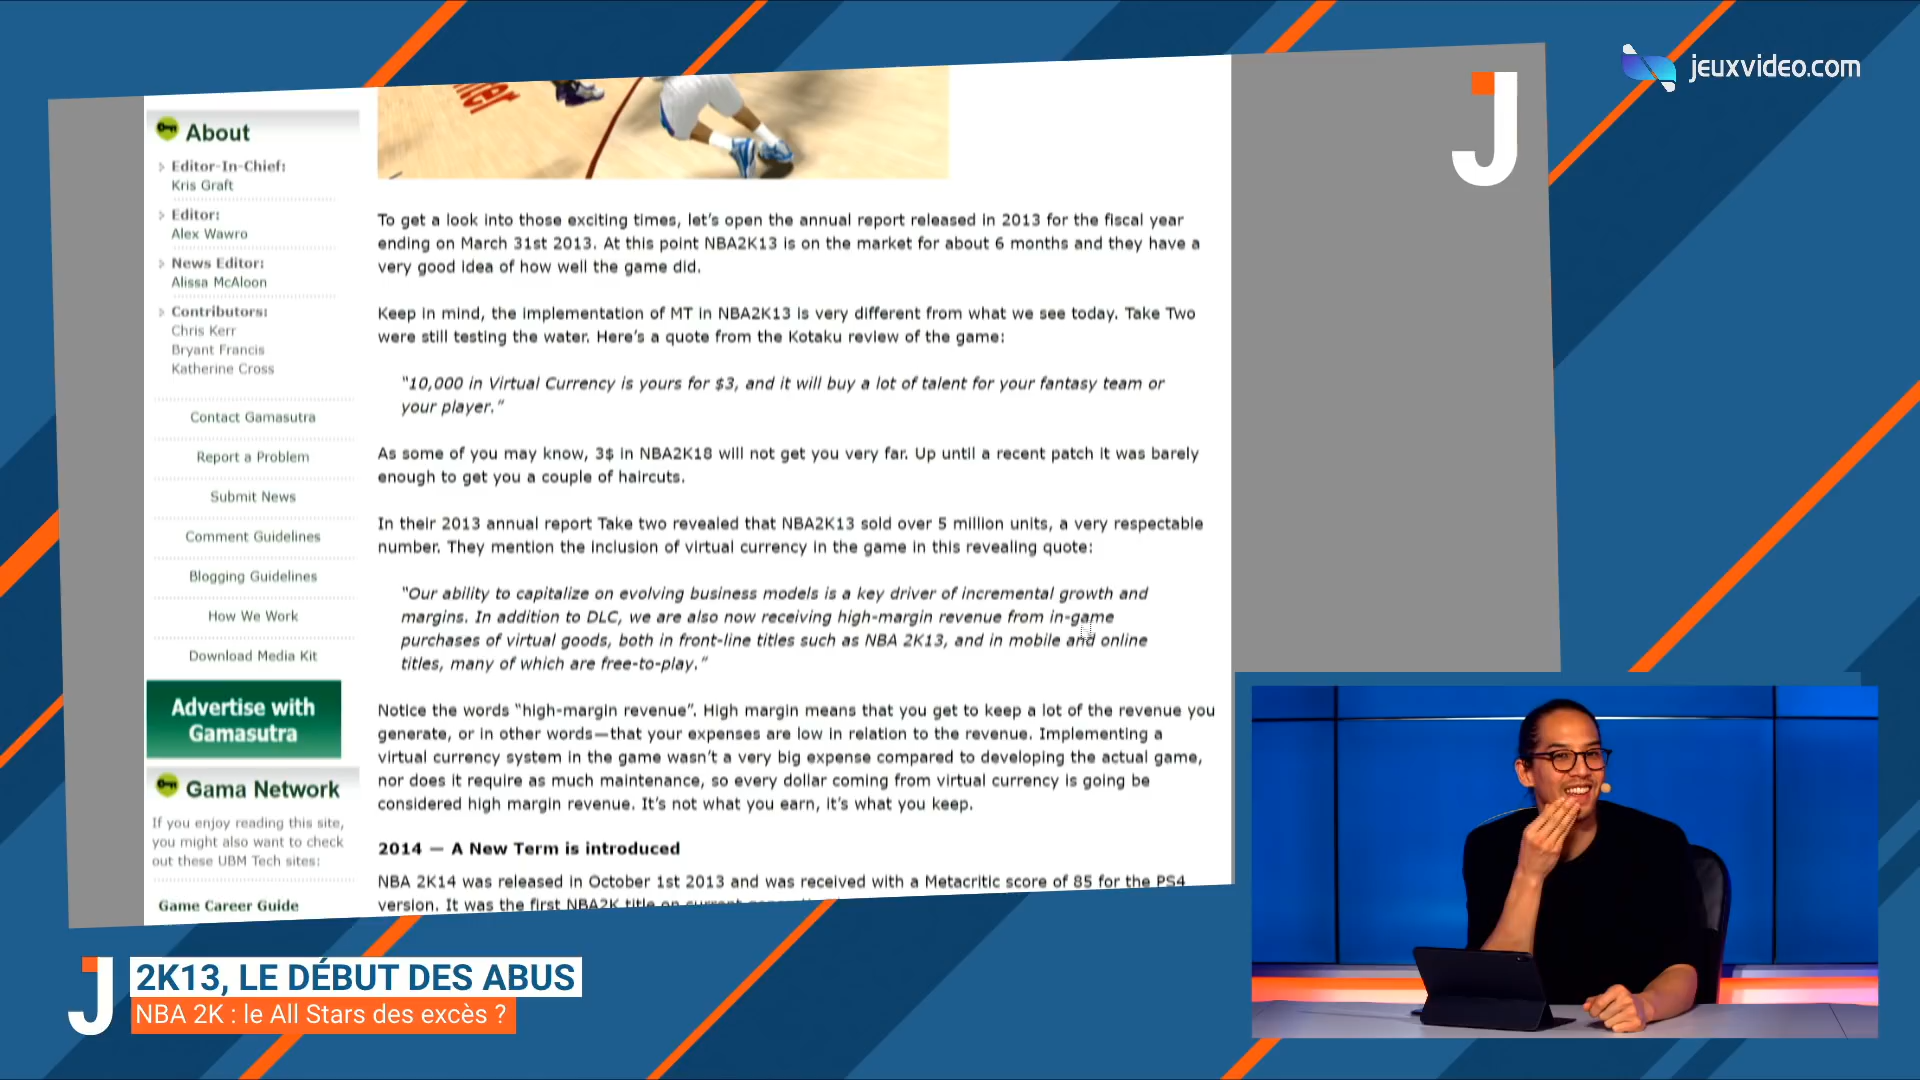 jeuxvideo.com
J
About
Editor-In-Chief:
Kris Graft
Editor:
Alex Wawro
News Editor:
Alissa McAloon
Contributors:
Chris Kerr
Bryant Francis
Katherine Cross
Contact Gamasutra
Report a Problem
Submit News
Comment Guidelines
Blogging Guidelines
How We Work
Download Media Kit
Advertise with
Gamasutra
Gama Network
If you enjoy reading this site,
you might also want to check
out these UBM Tech sites:
Game Career Guide
To get a look into those exciting times, let's open the annual report released in 2013 for the fiscal year
ending on March 31st 2013. At this point NBA2K13 is on the market for about 6 months and they have a
very good idea of how well the game did.
Keep in mind, the implementation of MT in NBA2K13 is very different from what we see today. Take Two
were still testing the water. Here's a quote from the Kotaku review of the game:
"10,000 in Virtual Currency is yours for $3, and it will buy a lot of talent for your fantasy team or
your player."
As some of you may know, 3$ in NBA2K18 will not get you very far. Up until a recent patch it was barely
enough to get you a couple of haircuts.
In their 2013 annual report Take two revealed that NBA2K13 sold over 5 million units, a very respectable
number. They mention the inclusion of virtual currency in the game in this revealing quote:
"Our ability to capitalize on evolving business models is a key driver of incremental growth and
margins. In addition to DLC, we are also now receiving high-margin revenue from in-game
purchases of virtual goods, both in front-line titles such as NBA 2K13, and in mobile and online
titles, many of which are free-to-play."
Notice the words "high-margin revenue". High margin means that you get to keep a lot of the revenue you
generate, or in other words—that your expenses are low in relation to the revenue. Implementing a
virtual currency system in the game wasn't a very big expense compared to developing the actual game,
nor does it require as much maintenance, so every dollar coming from virtual currency is going be
considered high margin revenue. It's not what you earn, it's what you keep.
2014 — A New Term is introduced
NBA 2K14 was released in October 1st 2013 and was received with a Metacritic score of 85 for the PS4
version. It was the first NBA2K title on current
J
2K13, LE DÉBUT DES ABUS
NBA 2K : le All Stars des excès ?